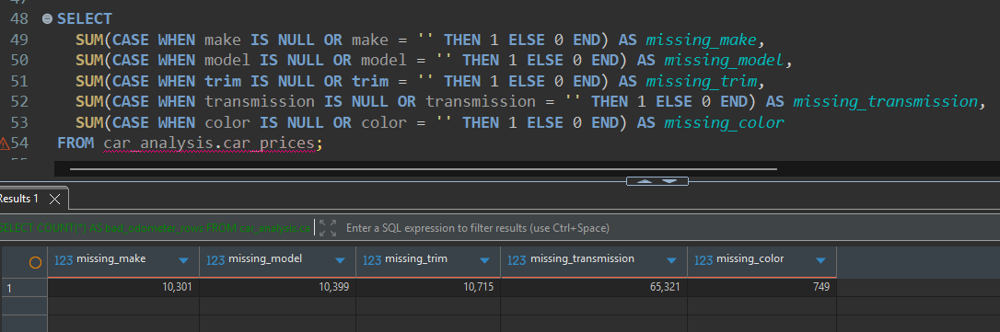 48 SELECT
49 SUM(CASE WHEN make IS NULL OR make = '' THEN 1 ELSE 0 END) AS missing_make,
50 SUM(CASE WHEN model IS NULL OR model = '' THEN 1 ELSE 0 END) AS missing_model,
51 SUM(CASE WHEN trim IS NULL OR trim = '' THEN 1 ELSE 0 END) AS missing_trim,
52 SUM(CASE WHEN transmission IS NULL OR transmission = '' THEN 1 ELSE 0 END) AS missing_transmission,
53 SUM(CASE WHEN color IS NULL OR color = '' THEN 1 ELSE 0 END) AS missing_color
54 FROM car_analysis.car_prices;
Results 1
SELECT COUNT(*) AS bad_odometer_rows FROM car_analysis.ca Enter a SQL expression to filter results (use Ctrl+Space)
123 missing_make 123 missing_model 123 missing_trim 123 missing_transmission 123 missing_color
1 10,301 10,399 10,715 65,321 749